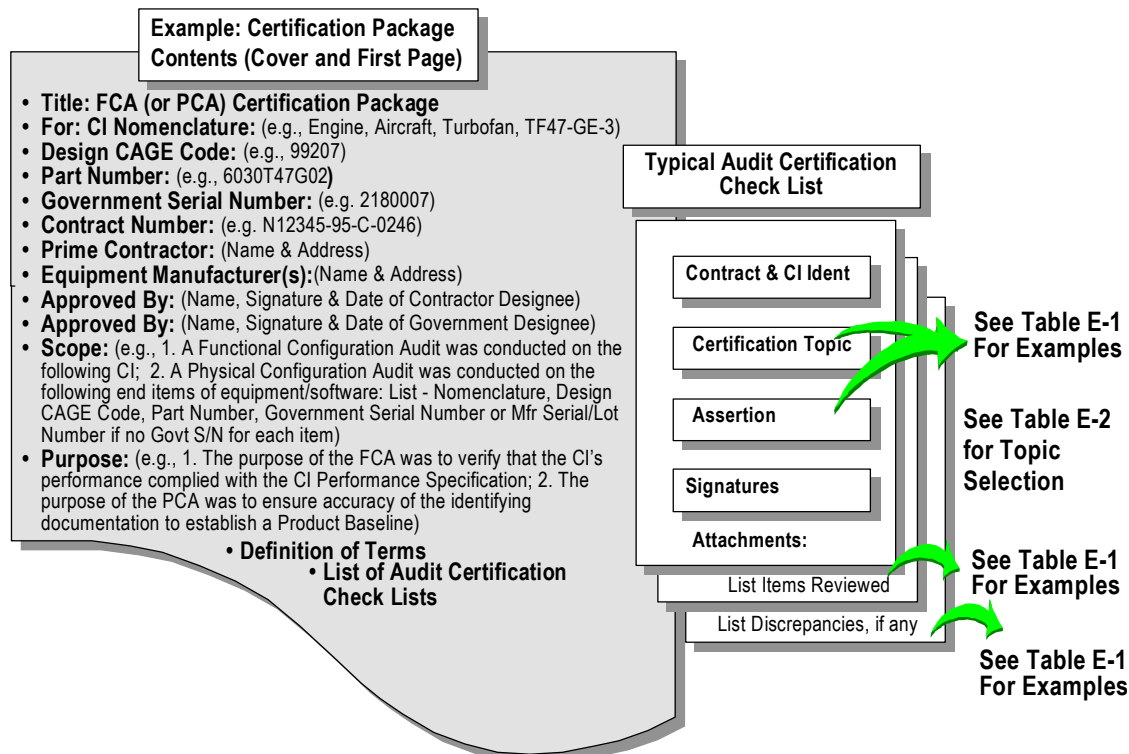 Example: Certification Package
Contents (Cover and First Page)
• Title: FCA (or PCA) Certification Package
• For: CI Nomenclature: (e.g., Engine, Aircraft, Turbofan, TF47-GE-3)
• Design CAGE Code: (e.g., 99207)
• Part Number: (e.g., 6030T47G02)
• Government Serial Number: (e.g. 2180007)
• Contract Number: (e.g. N12345-95-C-0246)
• Prime Contractor: (Name & Address)
• Equipment Manufacturer(s):(Name & Address)
• Approved By: (Name, Signature & Date of Contractor Designee)
• Approved By: (Name, Signature & Date of Government Designee)
• Scope: (e.g., 1. A Functional Configuration Audit was conducted on the
following CI; 2. A Physical Configuration Audit was conducted on the
following end items of equipment/software: List - Nomenclature, Design
CAGE Code, Part Number, Government Serial Number or Mfr Serial/Lot
Number if no Govt S/N for each item)
• Purpose: (e.g., 1. The purpose of the FCA was to verify that the CI's
performance complied with the CI Performance Specification; 2. The
purpose of the PCA was to ensure accuracy of the identifying
documentation to establish a Product Baseline)
• Definition of Terms
• List of Audit Certification
Check Lists
Typical Audit Certification
Check List
Contract & CI Ident
Certification Topic
Assertion
Signatures
Attachments:
List Items Reviewed
List Discrepancies, if any
See Table E-1
For Examples
See Table E-2
for Topic
Selection
See Table E-1
For Examples
See Table E-1
For Examples